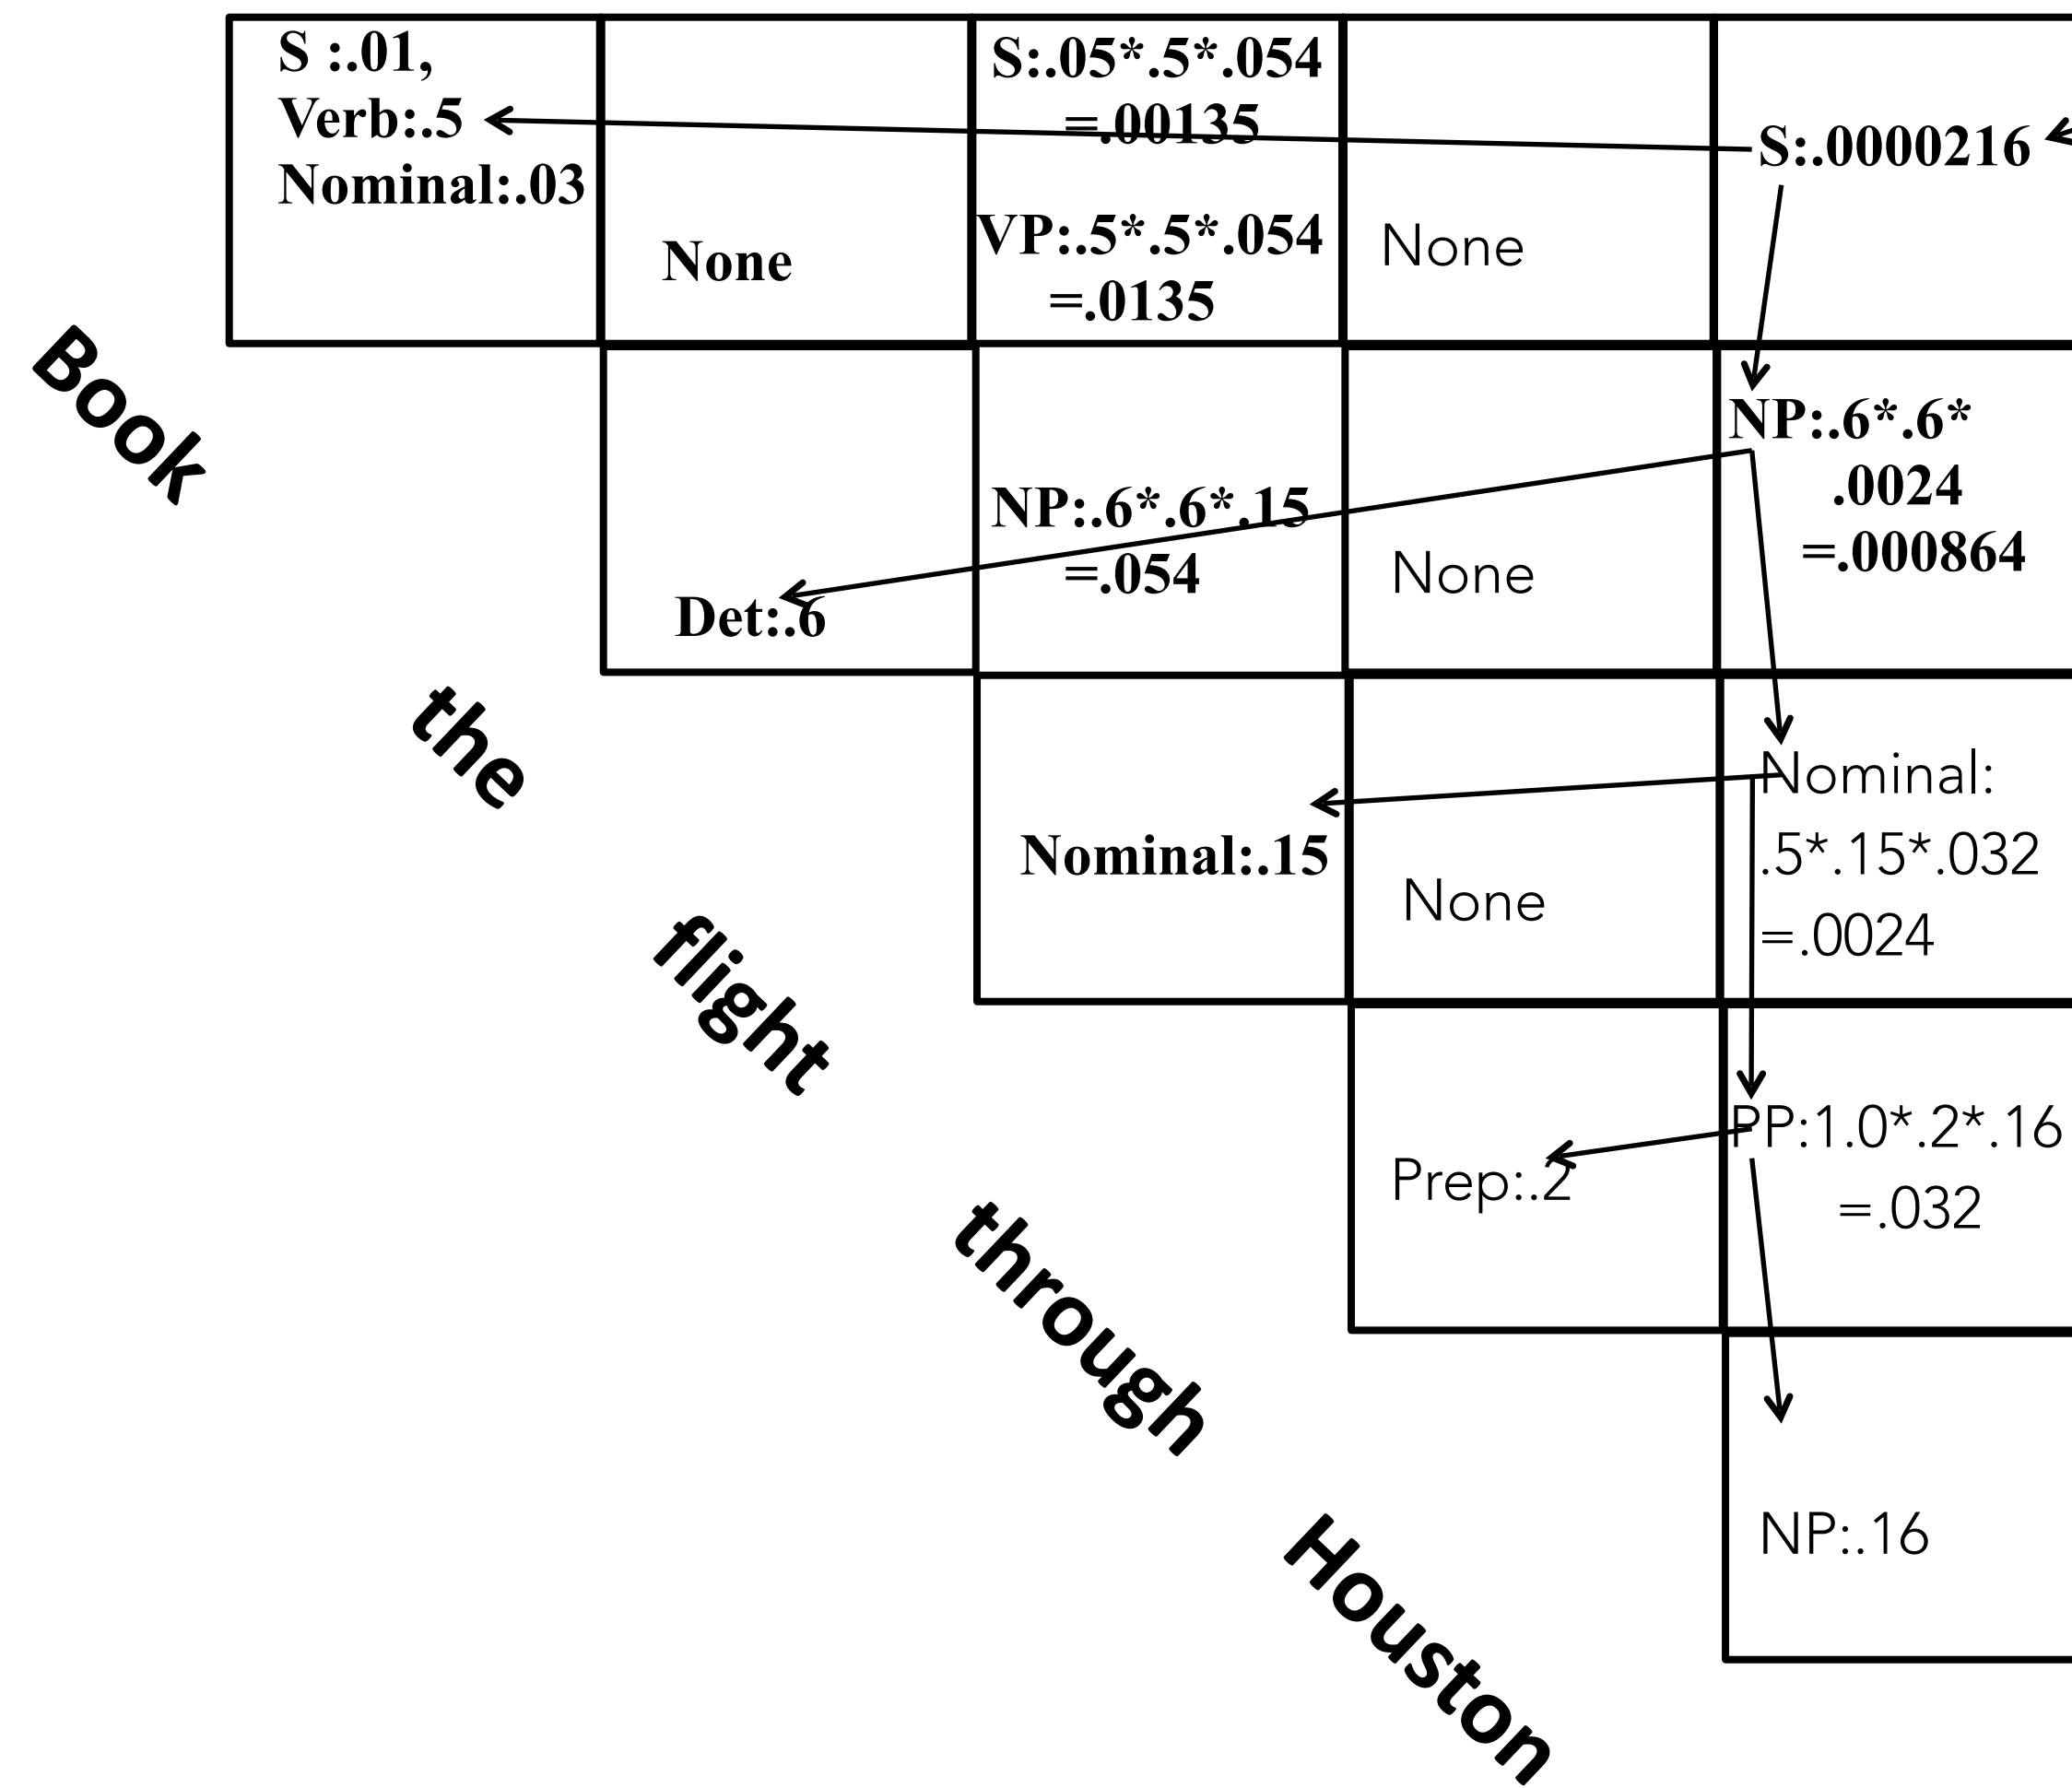 S :.01,
Verb:.5
Nominal:.03
None
S:.05*.5*.054
=.00135
VP:.5*.5*.054
=.0135
None
S:.0000216
Book
Det:.6
NP:.6*.6*.15
=.054
None
NP:.6*.6*
.0024
=.000864
the
Nominal:.15
None
Nominal:
.5*.15*.032
=.0024
flight
Prep:.2
PP:1.0*.2*.16
=.032
through
NP:.16
Houston